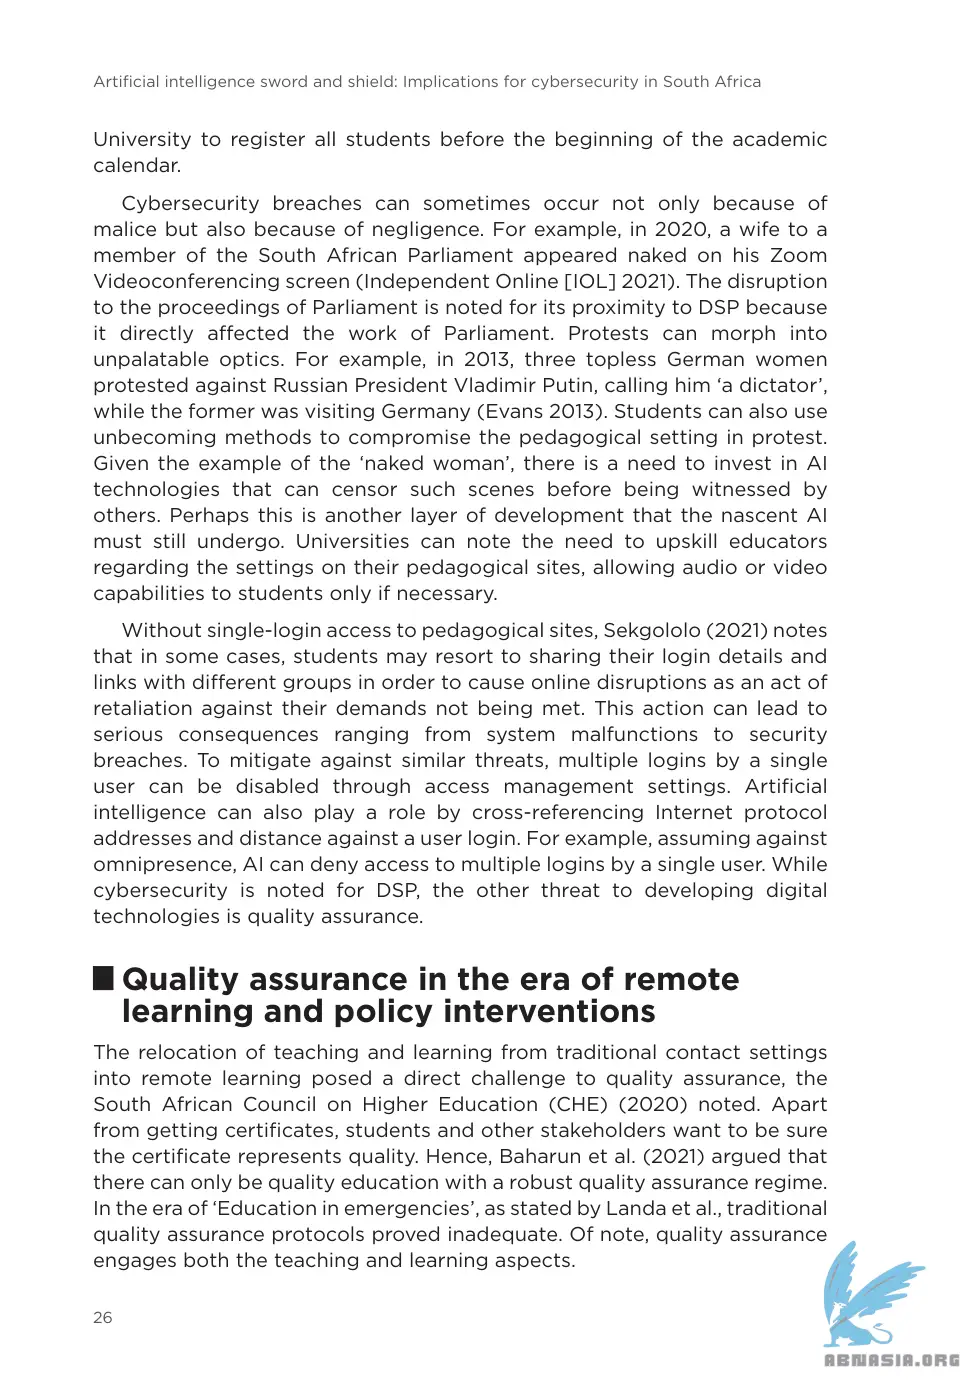 Artificial intelligence sword and shield: Implications for cybersecurity in South Africa
University to register all students before the beginning of the academic
calendar.
Cybersecurity breaches can sometimes occur not only because of
malice but also because of negligence. For example, in 2020, a wife to a
member of the South African Parliament appeared naked on his Zoom
Videoconferencing screen (Independent Online [IOL] 2021). The disruption
to the proceedings of Parliament is noted for its proximity to DSP because
it directly affected the work of Parliament. Protests can morph into
unpalatable optics. For example, in 2013, three topless German women
protested against Russian President Vladimir Putin, calling him ‘a dictator’,
while the former was visiting Germany (Evans 2013). Students can also use
unbecoming methods to compromise the pedagogical setting in protest.
Given the example of the ‘naked woman’, there is a need to invest in AI
technologies that can censor such scenes before being witnessed by
others. Perhaps this is another layer of development that the nascent AI
must still undergo. Universities can note the need to upskill educators
regarding the settings on their pedagogical sites, allowing audio or video
capabilities to students only if necessary.
Without single-login access to pedagogical sites, Sekgololo (2021) notes
that in some cases, students may resort to sharing their login details and
links with different groups in order to cause online disruptions as an act of
retaliation against their demands not being met. This action can lead to
serious consequences ranging from system malfunctions to security
breaches. To mitigate against similar threats, multiple logins by a single
user can be disabled through access management settings. Artificial
intelligence can also play a role by cross-referencing Internet protocol
addresses and distance against a user login. For example, assuming against
omnipresence, AI can deny access to multiple logins by a single user. While
cybersecurity is noted for DSP, the other threat to developing digital
technologies is quality assurance.
Quality assurance in the era of remote
learning and policy interventions
The relocation of teaching and learning from traditional contact settings
into remote learning posed a direct challenge to quality assurance, the
South African Council on Higher Education (CHE) (2020) noted. Apart
from getting certificates, students and other stakeholders want to be sure
the certificate represents quality. Hence, Baharun et al. (2021) argued that
there can only be quality education with a robust quality assurance regime.
In the era of ‘Education in emergencies’, as stated by Landa et al., traditional
quality assurance protocols proved inadequate. Of note, quality assurance
engages both the teaching and learning aspects.
26
ABNASIA.ORG